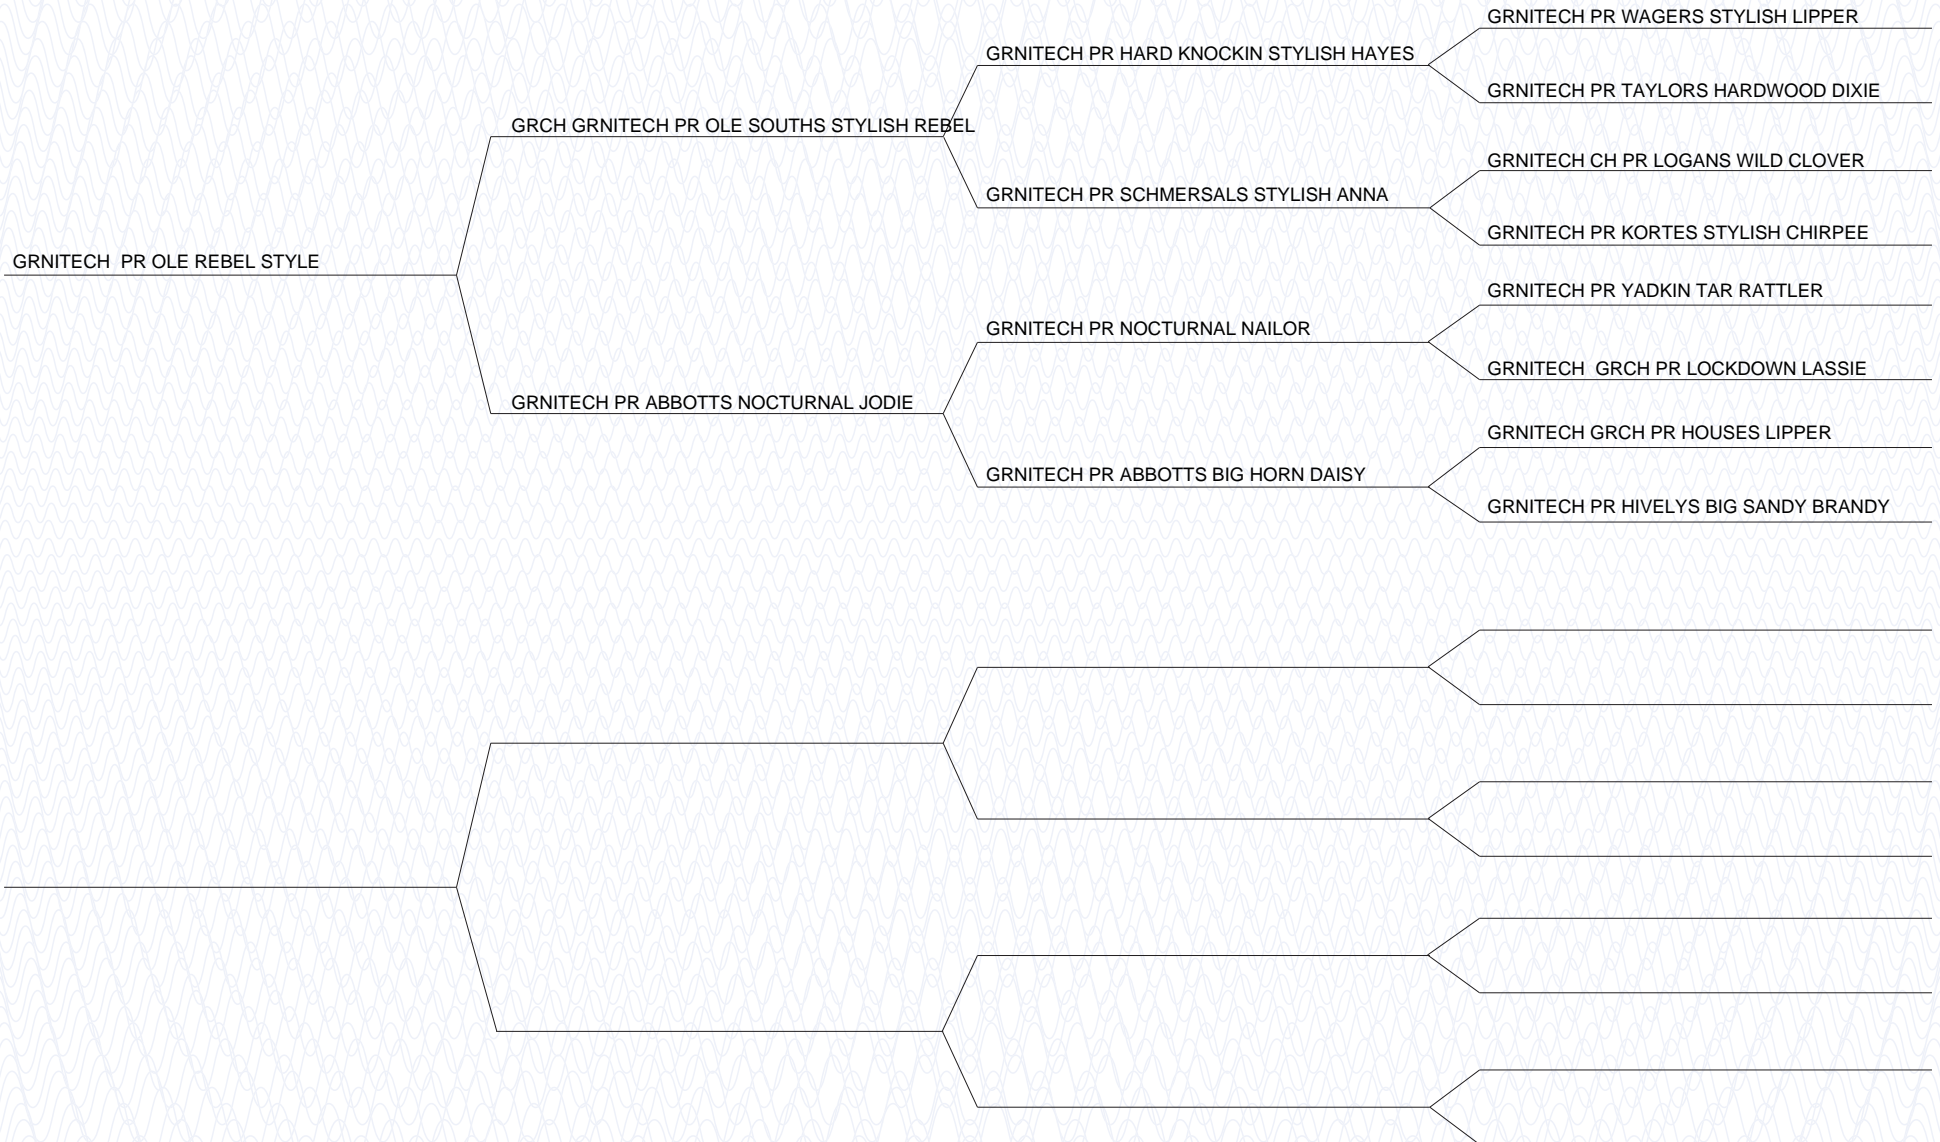 GRNITECH PR WAGERS STYLISH LIPPER
GRNITECH PR HARD KNOCKIN STYLISH HAYES
GRNITECH PR TAYLORS HARDWOOD DIXIE
GRCH GRNITECH PR OLE SOUTHS STYLISH REBEL
GRNITECH CH PR LOGANS WILD CLOVER
GRNITECH PR SCHMERSALS STYLISH ANNA
GRNITECH PR KORTES STYLISH CHIRPEE
GRNITECH  PR OLE REBEL STYLE
GRNITECH PR YADKIN TAR RATTLER
GRNITECH PR NOCTURNAL NAILOR
GRNITECH  GRCH PR LOCKDOWN LASSIE
GRNITECH PR ABBOTTS NOCTURNAL JODIE
GRNITECH GRCH PR HOUSES LIPPER
GRNITECH PR ABBOTTS BIG HORN DAISY
GRNITECH PR HIVELYS BIG SANDY BRANDY